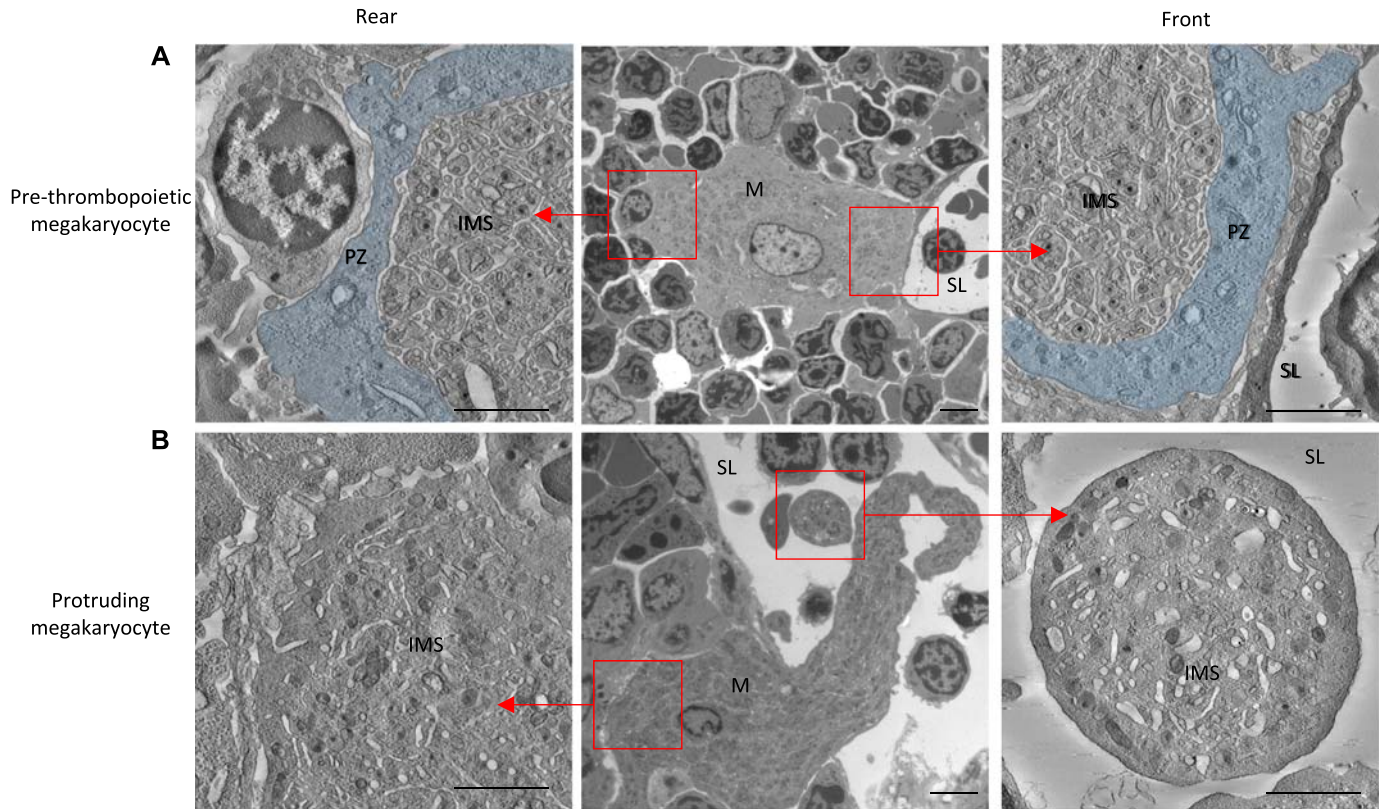 Rear
Front
A
Pre-thrombopoietic
megakaryocyte
PZ
IMS
M
SL
IMS
PZ
SL
B
Protruding
megakaryocyte
IMS
SL
M
SL
IMS